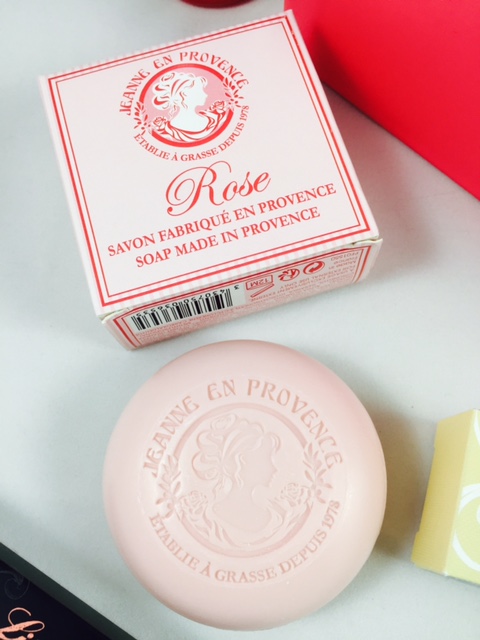 JEANNE EN PROVENCE
ÉTABLIE À GRASSE DEPUIS 1978
Rose
SAVON FABRIQUÉ EN PROVENCE
SOAP MADE IN PROVENCE
12M
JEANNE EN PROVENCE
ÉTABLIE À GRASSE DEPUIS 1978